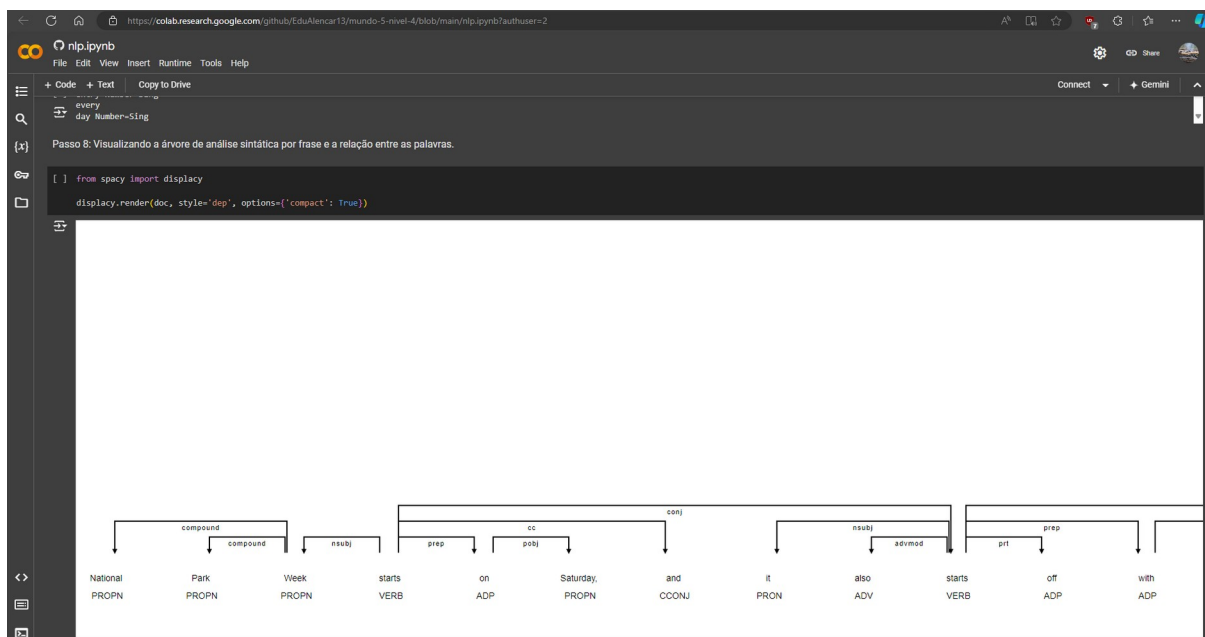 https://colab.research.google.com/github/EduAlencar13/mundo-5-nivel-4/blob/main/nlp.ipynb?authuser=2
nlp.ipynb
File Edit View Insert Runtime Tools Help
Share
+ Code + Text Copy to Drive
Connect
Gemini
every
day Number=Sing
Passo 8: Visualizando a árvore de análise sintática por frase e a relação entre as palavras.
[ ] from spacy import displacy
displacy.render(doc, style='dep', options={'compact': True})
conj
compound cc nsubj prep
compound nsubj prep pobj advmod prt
National Park Week starts on Saturday, and it also starts off with
PROPN PROPN PROPN VERB ADP PROPN CCONJ PRON ADV VERB ADP ADP